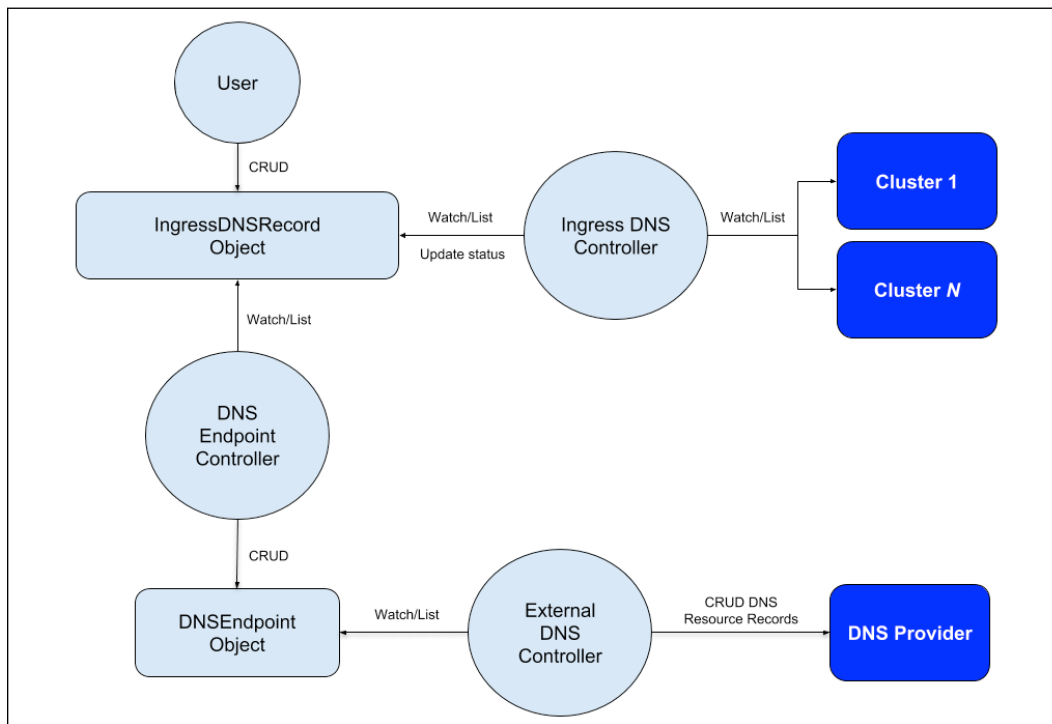 User
CRUD
IngressDNSRecord
Object
Watch/List
Update status
Ingress DNS
Controller
Watch/List
Cluster 1
Cluster N
Watch/List
DNS
Endpoint
Controller
CRUD
DNSEndpoint
Object
Watch/List
External
DNS
Controller
CRUD DNS
Resource Records
DNS Provider